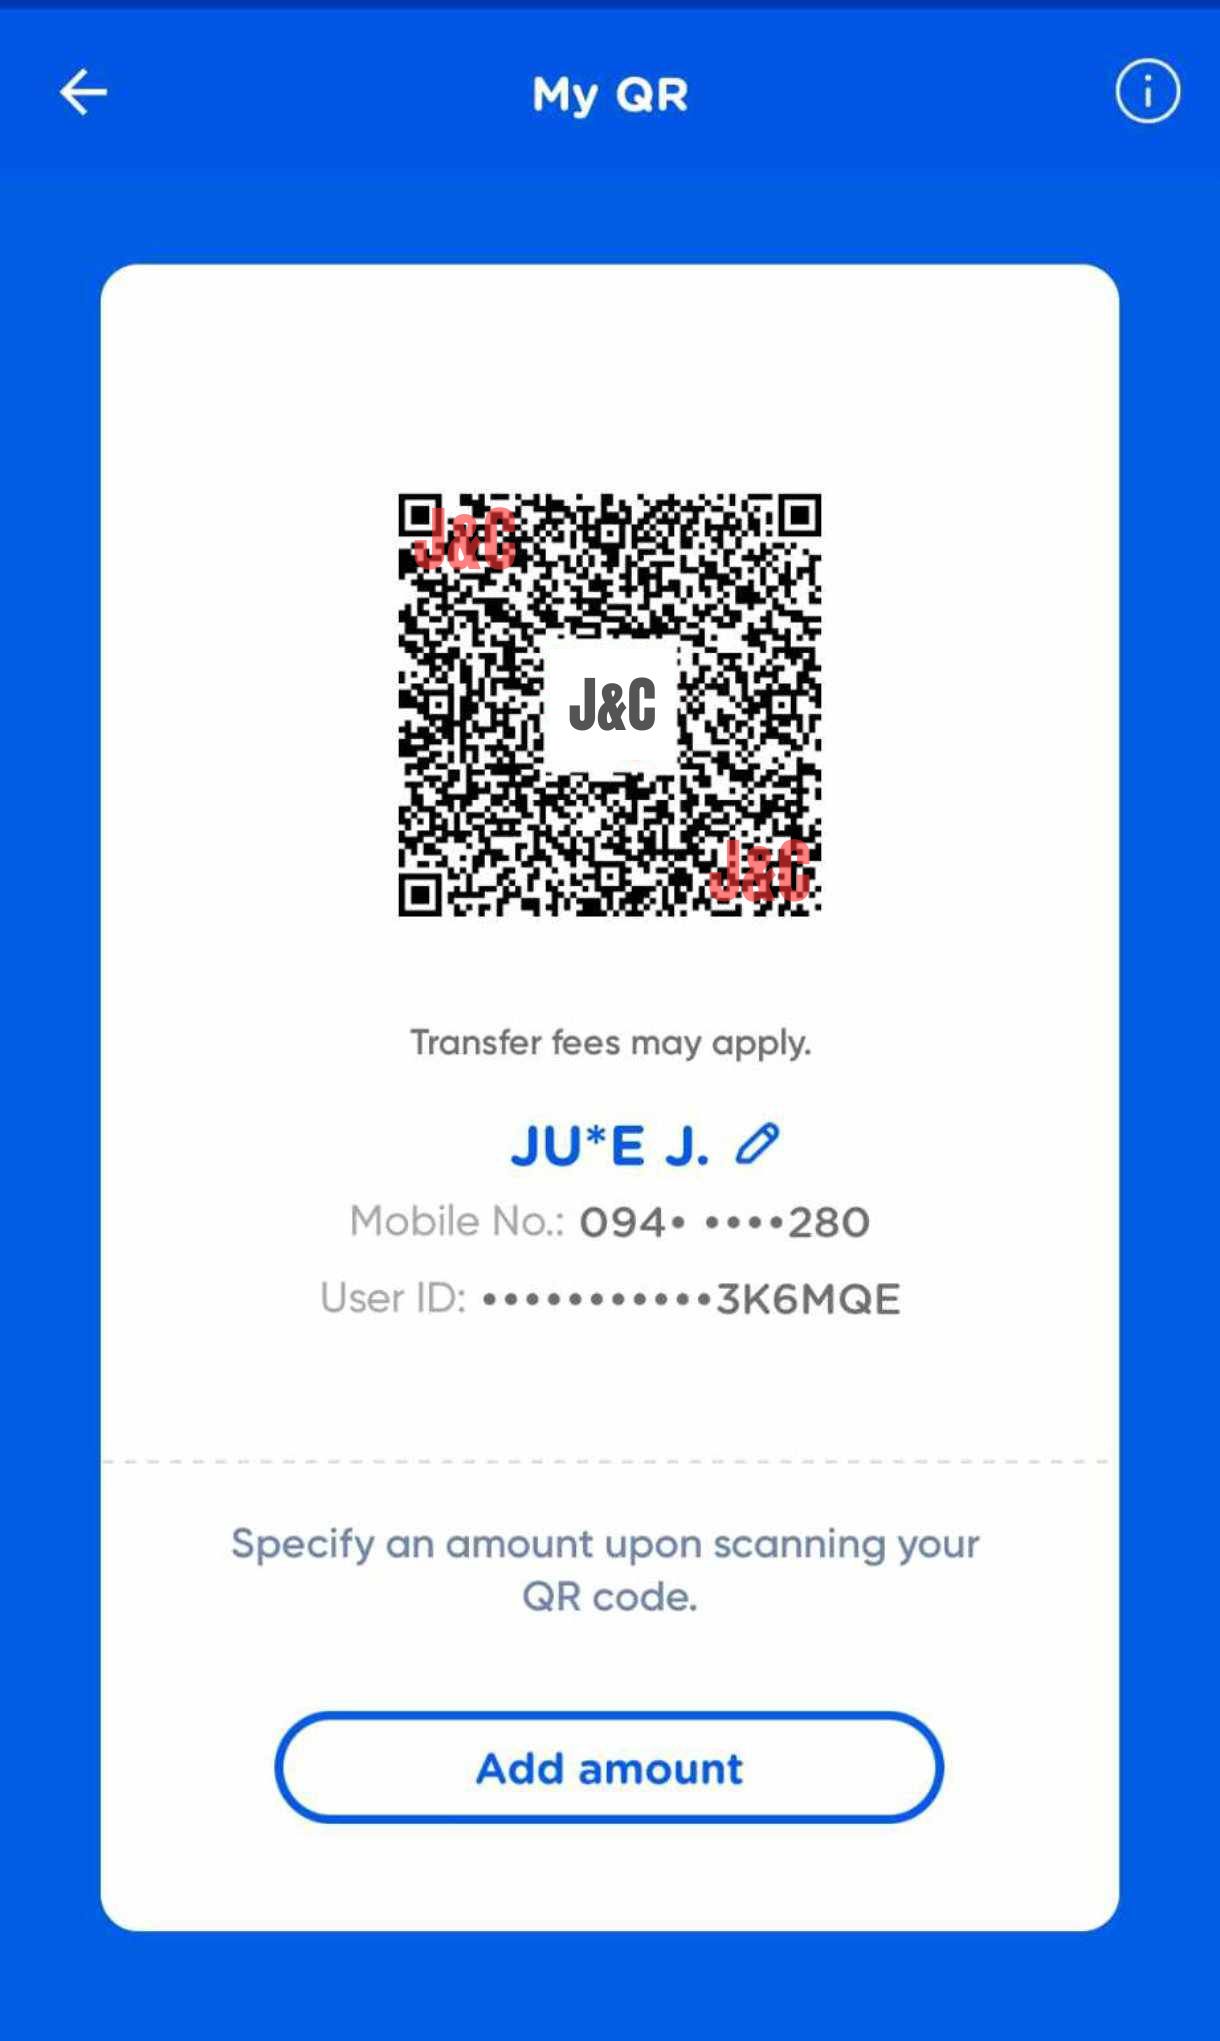 My QR
J&C
J&C
J&C
Transfer fees may apply.
JU*E J.
Mobile No.: 094• ••••280
User ID: •••••••••••3K6MQE
Specify an amount upon scanning your
QR code.
Add amount